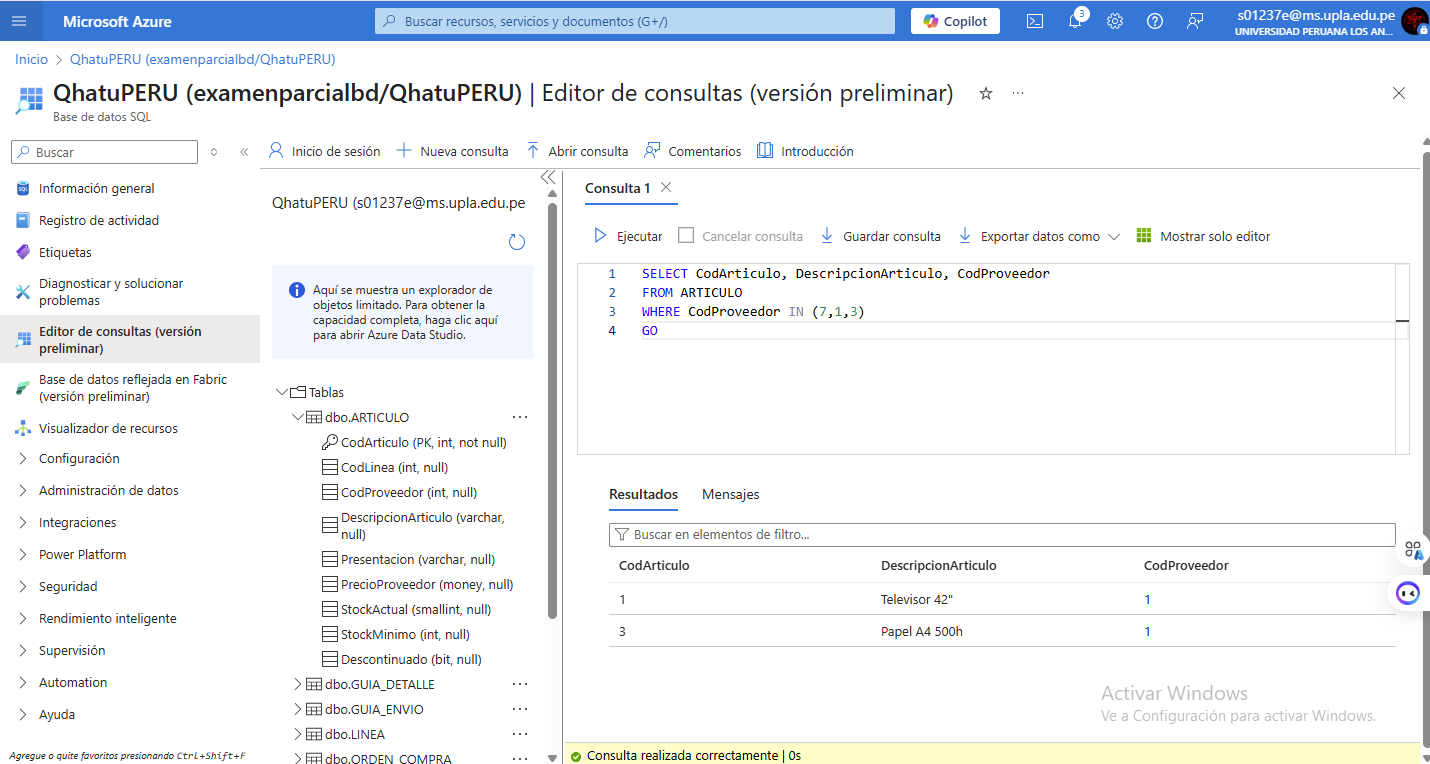 Microsoft Azure
Buscar recursos, servicios y documentos (G+/)
Copilot
3
s01237e@ms.upla.edu.pe
UNIVERSIDAD PERUANA LOS AN...
Inicio > QhatuPERU (examenparcialbd/QhatuPERU)
QhatuPERU (examenparcialbd/QhatuPERU) | Editor de consultas (versión preliminar)
Base de datos SQL
Buscar
Información general
Registro de actividad
Etiquetas
Diagnosticar y solucionar
problemas
Editor de consultas (versión
preliminar)
Base de datos reflejada en Fabric
(versión preliminar)
Visualizador de recursos
Configuración
Administración de datos
Integraciones
Power Platform
Seguridad
Rendimiento inteligente
Supervisión
Automation
Ayuda
Agregue o quite favoritos presionando Ctrl+Shift+F
Inicio de sesión
Nueva consulta
Abrir consulta
Comentarios
Introducción
QhatuPERU (s01237e@ms.upla.edu.pe
Aquí se muestra un explorador de
objetos limitado. Para obtener la
capacidad completa, haga clic aquí
para abrir Azure Data Studio.
Tablas
dbo.ARTICULO
CodArticulo (PK, int, not null)
CodLinea (int, null)
CodProveedor (int, null)
DescripcionArticulo (varchar,
null)
Presentacion (varchar, null)
PrecioProveedor (money, null)
StockActual (smallint, null)
StockMinimo (int, null)
Descontinuado (bit, null)
dbo.GUIA_DETALLE
dbo.GUIA_ENVIO
dbo.LINEA
dbo.ORDEN_COMPRA
Consulta 1
Ejecutar
Cancelar consulta
Guardar consulta
Exportar datos como
Mostrar solo editor
1 SELECT CodArticulo, DescripcionArticulo, CodProveedor
2 FROM ARTICULO
3 WHERE CodProveedor IN (7,1,3)
4 GO
Resultados Mensajes
Buscar en elementos de filtro...
CodArticulo DescripcionArticulo CodProveedor
1 Televisor 42" 1
3 Papel A4 500h 1
Activar Windows
Ve a Configuración para activar Windows.
Consulta realizada correctamente | 0s